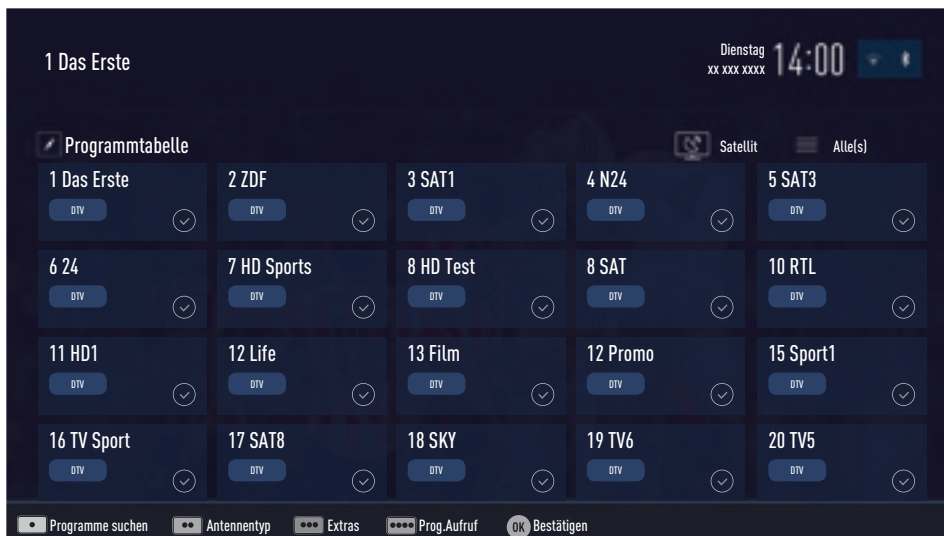 1 Das Erste
Dienstag
xx xxx xxxx
14:00
Programmtabelle
Satellit
Alle(s)
1 Das Erste
2 ZDF
3 SAT1
4 N24
5 SAT3
DTV
DTV
DTV
DTV
DTV
6 24
7 HD Sports
8 HD Test
8 SAT
10 RTL
DTV
DTV
DTV
DTV
DTV
11 HD1
12 Life
13 Film
12 Promo
15 Sport1
DTV
DTV
DTV
DTV
DTV
16 TV Sport
17 SAT8
18 SKY
19 TV6
20 TV5
DTV
DTV
DTV
DTV
DTV
Programme suchen
Antennentyp
Extras
Prog.Aufruf
OK Bestätigen